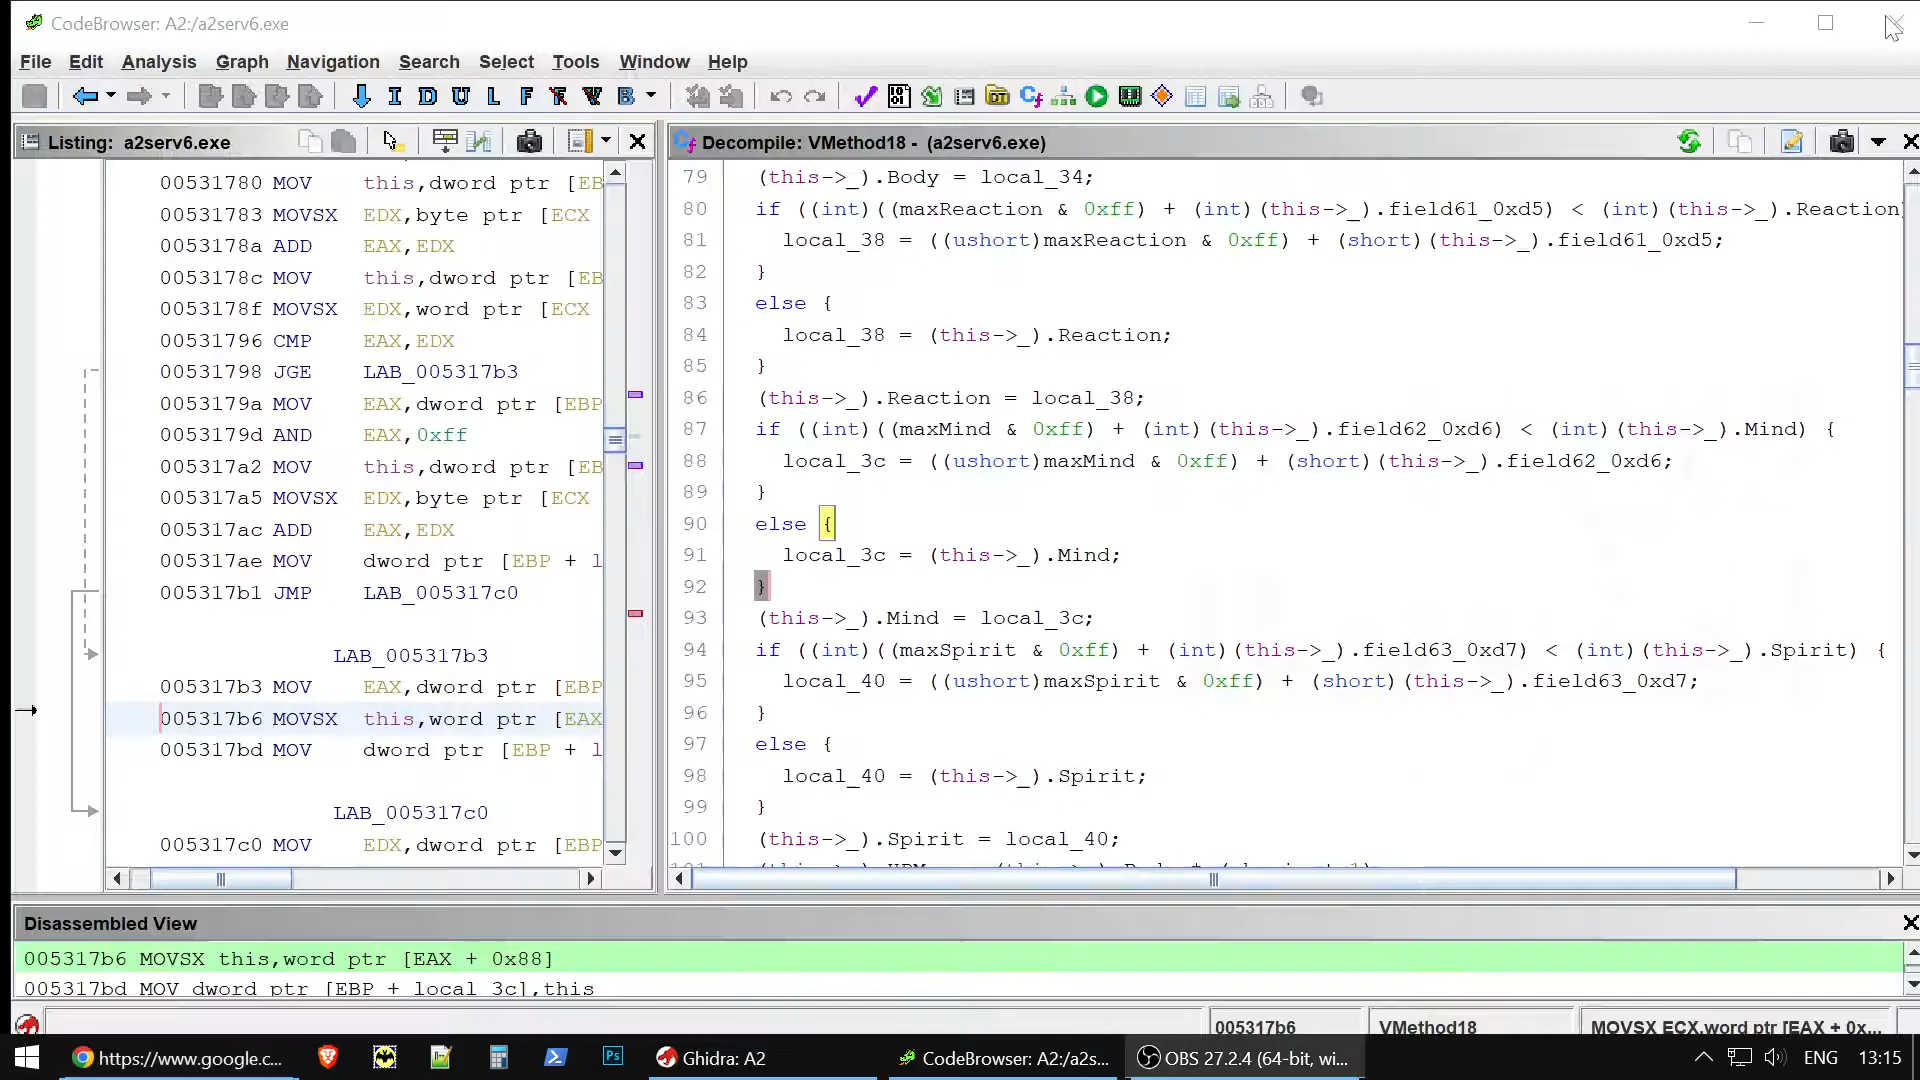 CodeBrowser: A2:/a2serv6.exe
File Edit Analysis Graph Navigation Search Select Tools Window Help
I D U L F B
Listing: a2serv6.exe
00531780 MOV this,dword ptr [EB
00531783 MOVSX EDX,byte ptr [ECX
0053178a ADD EAX,EDX
0053178c MOV this,dword ptr [EB
0053178f MOVSX EDX,word ptr [ECX
00531796 CMP EAX,EDX
00531798 JGE LAB_005317b3
0053179a MOV EAX,dword ptr [EBP
0053179d AND EAX,0xff
005317a2 MOV this,dword ptr [EB
005317a5 MOVSX EDX,byte ptr [ECX
005317ac ADD EAX,EDX
005317ae MOV dword ptr [EBP + l
005317b1 JMP LAB_005317c0
LAB_005317b3
005317b3 MOV EAX,dword ptr [EBP
005317b6 MOVSX this,word ptr [EAX
005317bd MOV dword ptr [EBP + l
LAB_005317c0
005317c0 MOV EDX,dword ptr [EBP
Decompile: VMethod18 - (a2serv6.exe)
79 (this->_).Body = local_34;
80 if ((int)((maxReaction & 0xff) + (int)(this->_).field61_0xd5) < (int)(this->_).Reaction)
81 local_38 = ((ushort)maxReaction & 0xff) + (short)(this->_).field61_0xd5;
82 }
83 else {
84 local_38 = (this->_).Reaction;
85 }
86 (this->_).Reaction = local_38;
87 if ((int)((maxMind & 0xff) + (int)(this->_).field62_0xd6) < (int)(this->_).Mind) {
88 local_3c = ((ushort)maxMind & 0xff) + (short)(this->_).field62_0xd6;
89 }
90 else {
91 local_3c = (this->_).Mind;
92 }
93 (this->_).Mind = local_3c;
94 if ((int)((maxSpirit & 0xff) + (int)(this->_).field63_0xd7) < (int)(this->_).Spirit) {
95 local_40 = ((ushort)maxSpirit & 0xff) + (short)(this->_).field63_0xd7;
96 }
97 else {
98 local_40 = (this->_).Spirit;
99 }
100 (this->_).Spirit = local_40;
Disassembled View
005317b6 MOVSX this,word ptr [EAX + 0x88]
005317bd MOV dword ptr [EBP + local_3c],this
005317b6 VMethod18 MOVSX ECX,word ptr [EAX + 0x...
https://www.google.c... Ps Ghidra: A2 CodeBrowser: A2:/a2s... OBS 27.2.4 (64-bit, wi... ENG 13:15